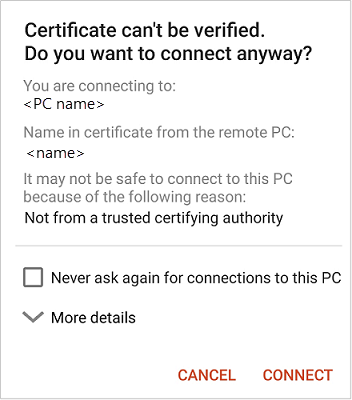 Certificate can't be verified.
Do you want to connect anyway?
You are connecting to:
<PC name>
Name in certificate from the remote PC:
<name>
It may not be safe to connect to this PC
because of the following reason:
Not from a trusted certifying authority
Never ask again for connections to this PC
More details
CANCEL CONNECT